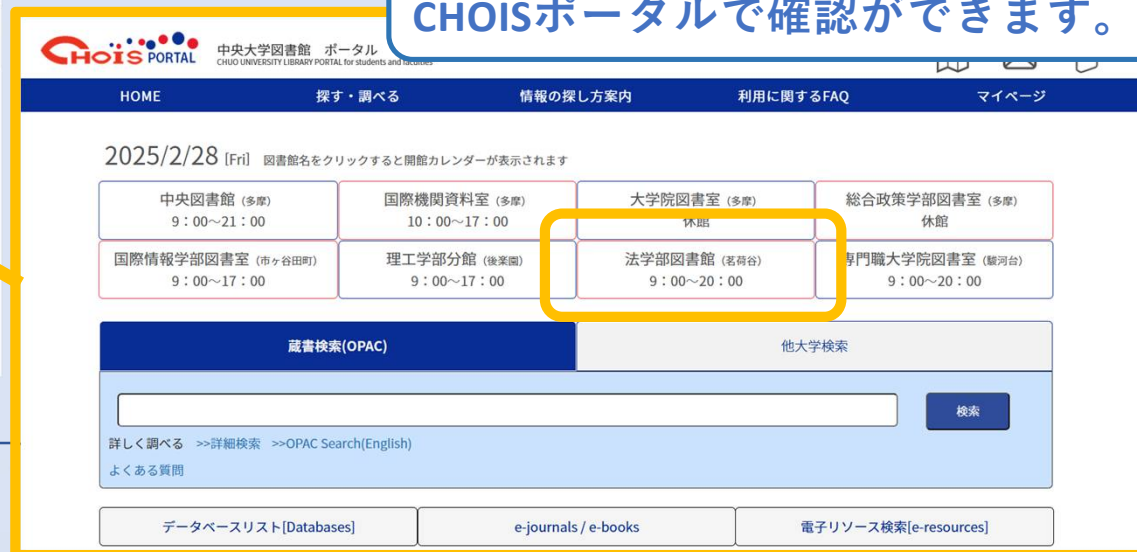 CHOISポータルで確認ができます。
CHOIS PORTAL
中央大学図書館 ポータル
CHUO UNIVERSITY LIBRARY PORTAL for students and faculties
HOME 探す・調べる 情報の探し方案内 利用に関するFAQ マイページ
2025/2/28 [Fri] 図書館名をクリックすると開館カレンダーが表示されます
中央図書館 (多摩) 国際機関資料室 (多摩) 大学院図書室 (多摩) 総合政策学部図書室 (多摩)
9:00~21:00 10:00~17:00 休館 休館
国際情報学部図書室 (市ヶ谷田町) 理工学部分館 (後楽園) 法学部図書館 (茗荷谷) 専門職大学院図書室 (駿河台)
9:00~17:00 9:00~17:00 9:00~20:00 9:00~20:00
蔵書検索(OPAC) 他大学検索
検索
詳しく調べる >>詳細検索 >>OPAC Search(English)
よくある質問
データベースリスト[Databases] e-journals / e-books 電子リソース検索[e-resources]